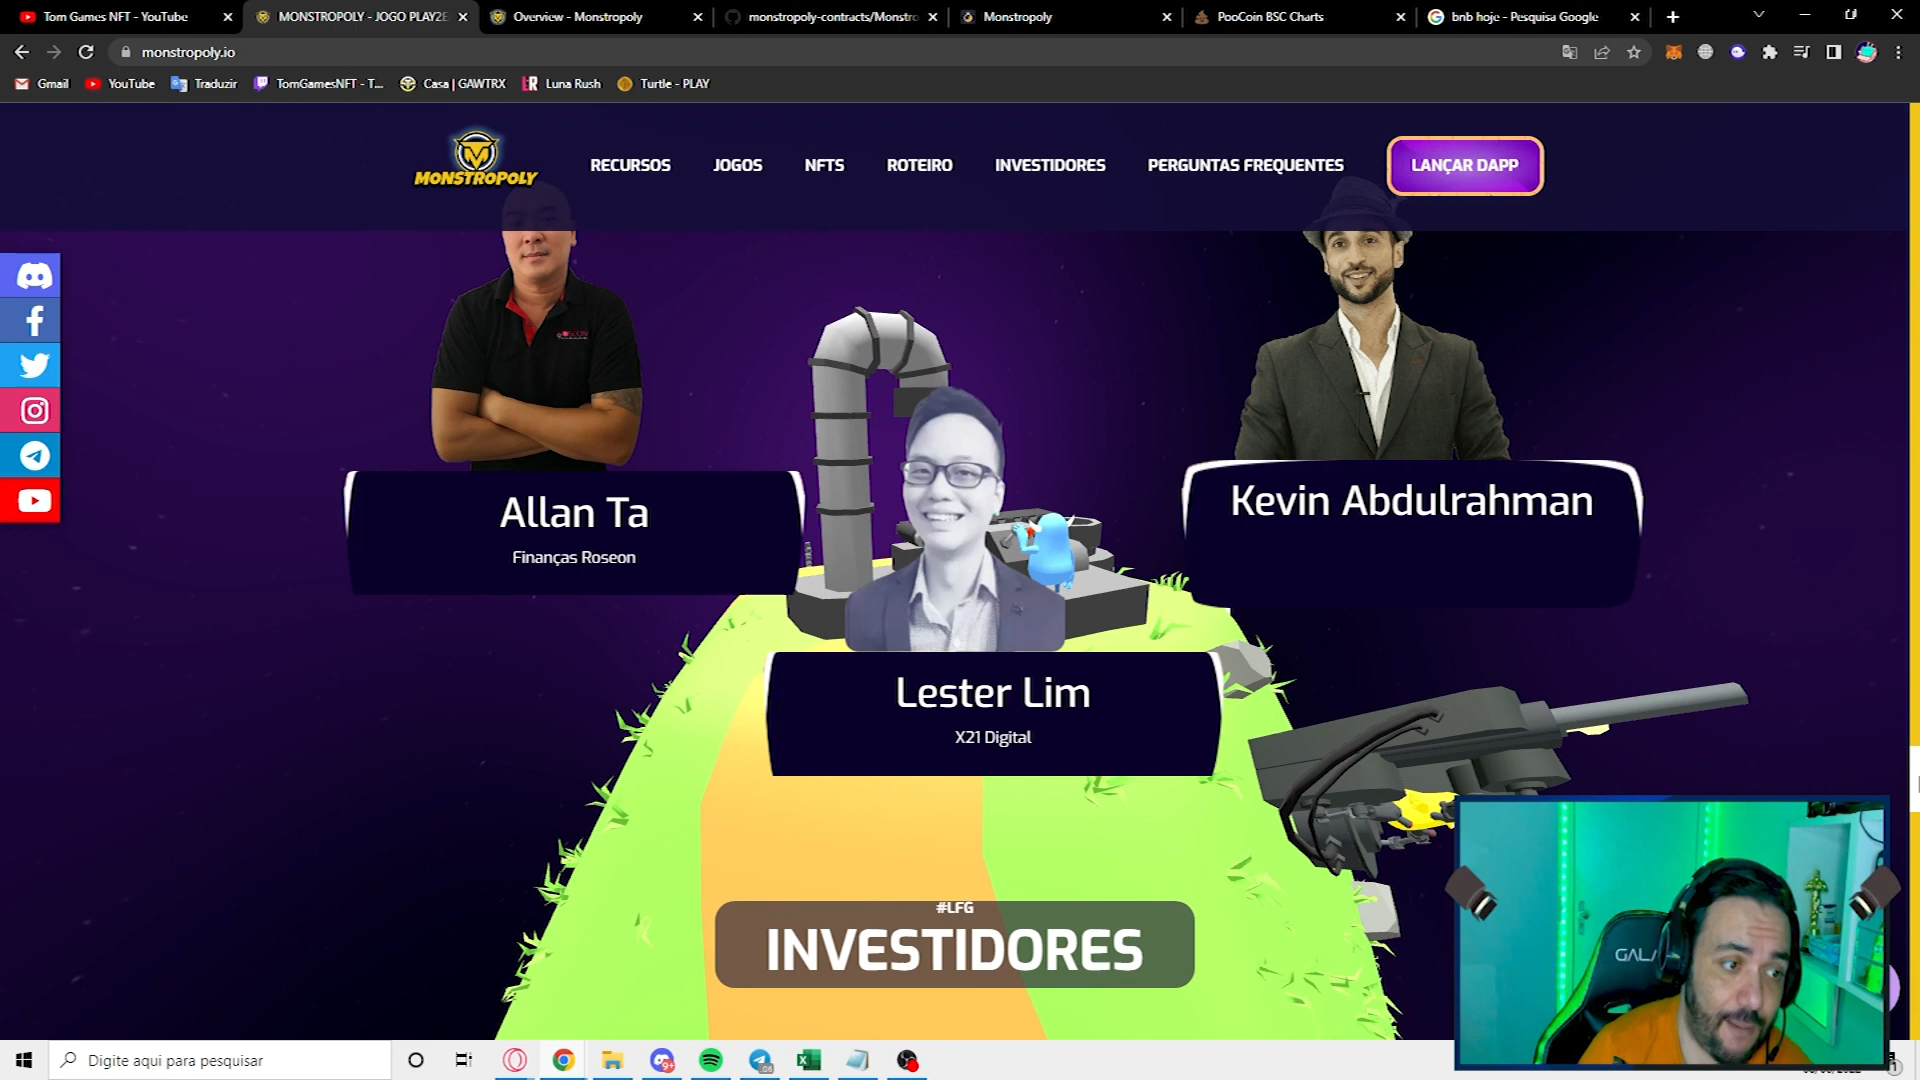 Tom Games NFT - YouTube
MONSTROPOLY - JOGO PLAY2E
Overview - Monstropoly
monstropoly-contracts/Monstro
Monstropoly
PooCoin BSC Charts
bnb hoje - Pesquisa Google
monstropoly.io
Gmail
YouTube
Traduzir
TomGamesNFT - T...
Casa | GAWTRX
Luna Rush
Turtle - PLAY
MONSTROPOLY
RECURSOS
JOGOS
NFTS
ROTEIRO
INVESTIDORES
PERGUNTAS FREQUENTES
LANÇAR DAPP
Allan Ta
Finanças Roseon
Kevin Abdulrahman
Lester Lim
X21 Digital
#LFG
INVESTIDORES
Digite aqui para pesquisar